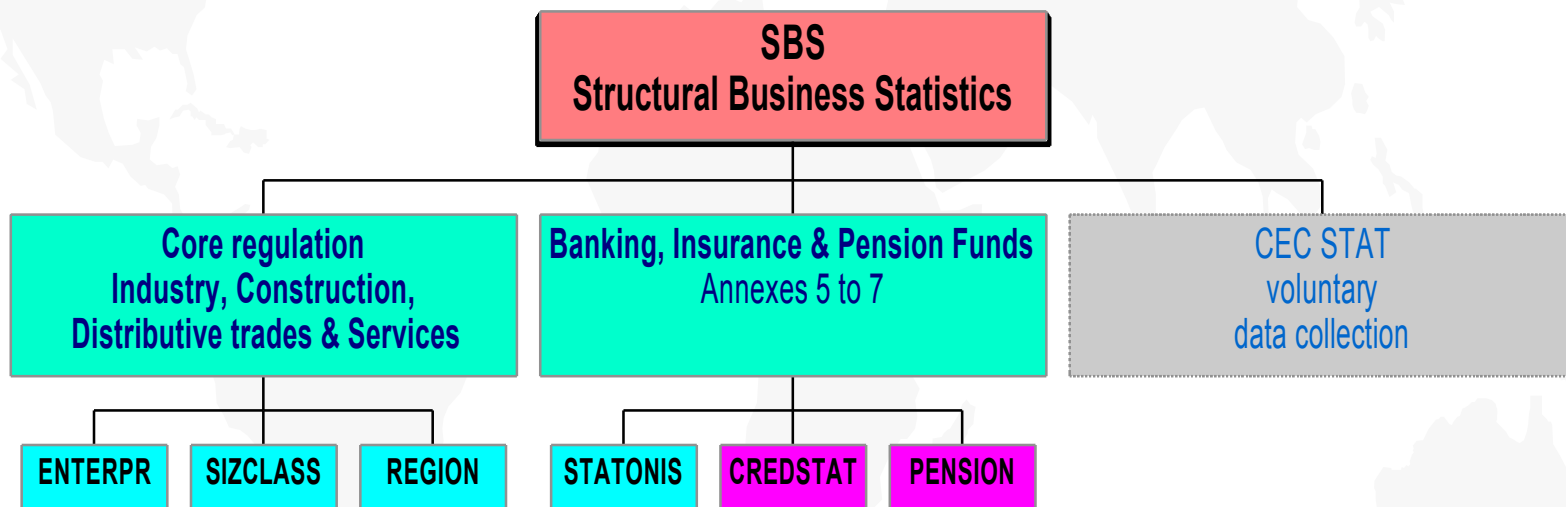 SBS
Structural Business Statistics
Core regulation
Industry, Construction,
Distributive trades & Services
Banking, Insurance & Pension Funds
Annexes 5 to 7
CEC STAT
voluntary
data collection
ENTERPR
SIZCLASS
REGION
STATONIS
CREDSTAT
PENSION